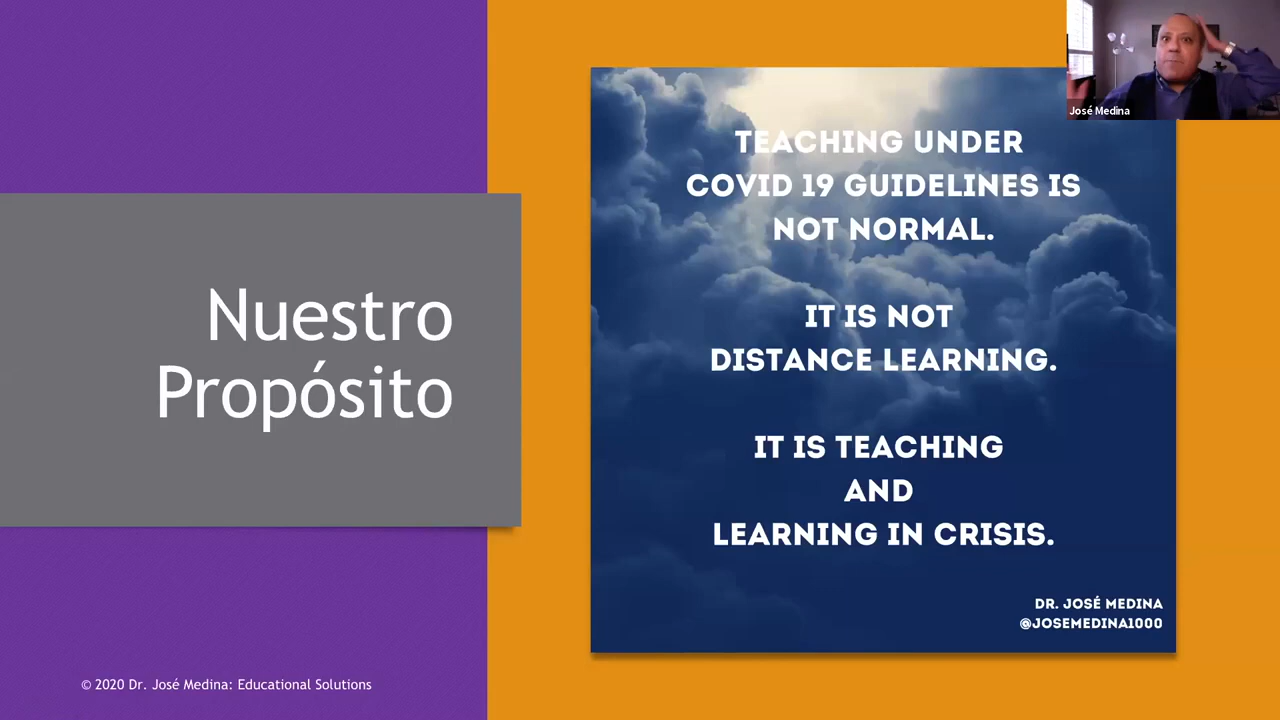 José Medina
Nuestro
Propósito
TEACHING UNDER
COVID 19 GUIDELINES IS
NOT NORMAL.
IT IS NOT
DISTANCE LEARNING.
IT IS TEACHING
AND
LEARNING IN CRISIS.
DR. JOSÉ MEDINA
@JOSEMEDINA1000
© 2020 Dr. José Medina: Educational Solutions